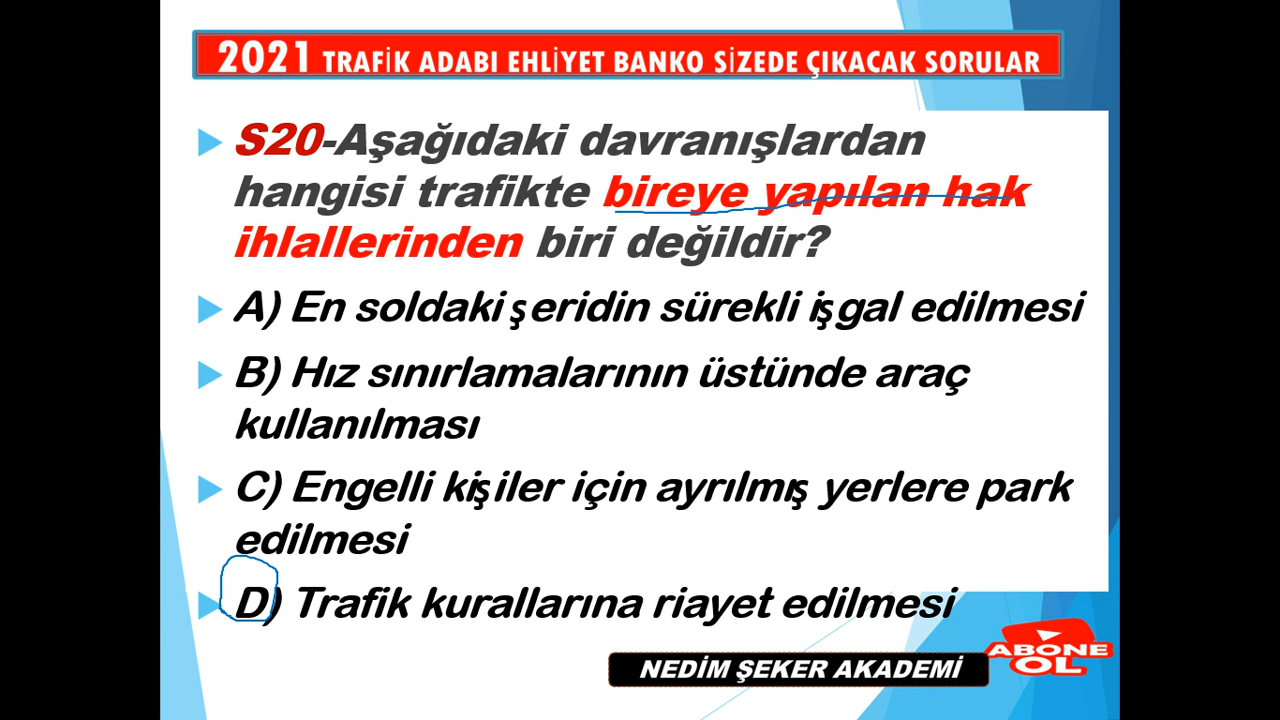 2021 TRAFİK ADABI EHLİYET BANKO SİZEDE ÇIKACAK SORULAR
S20-Aşağıdaki davranışlardan
hangisi trafikte bireye yapılan hak
ihlallerinden biri değildir?
A) En soldaki şeridin sürekli işgal edilmesi
B) Hız sınırlamalarının üstünde araç
kullanılması
C) Engelli kişiler için ayrılmış yerlere park
edilmesi
D) Trafik kurallarına riayet edilmesi
ABONE
OL
NEDİM ŞEKER AKADEMİ